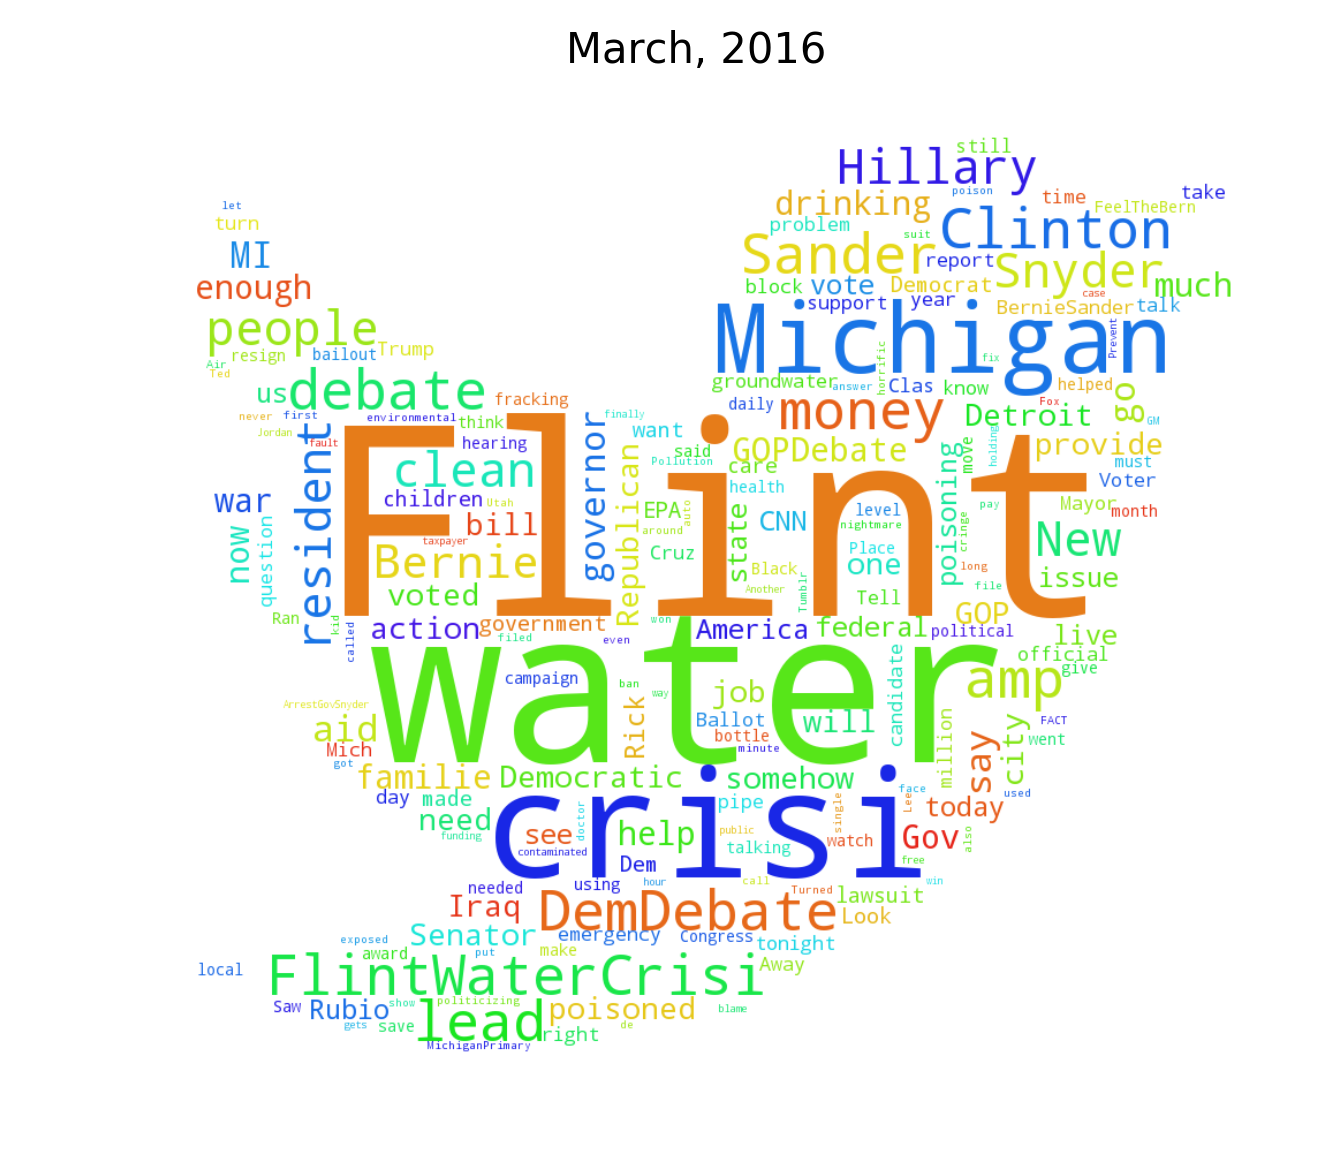 March, 2016
still
Hillary
poison
time
take
let
drinking
FeelTheBern
turn
problem
suit
Clinton
MI
Sander
report
Snyder
enough
block
vote
Democrat
case
much
support
year
BernieSander
talk
people
Michigan
Prevent
Air
resign
bailout
Trump
horrific
fix
Ted
us
debate
groundwater
answer
Clas
know
helped
go
fracking
daily
money
Fox
never
first
environmental
think
finally
Detroit
GM
Jordan
fault
hearing
want
said
GOPDebate
move
holding
provide
resident
clean
governor
Republican
Pollution
care
poisoning
must
war
children
Utah
health
Voter
Flint
EPA
auto
CNN
level
pay
Mayor
month
now
question
bill
around
state
nightmare
cringe
New
taxpayer
Bernie
Cruz
Place
one
long
issue
voted
Black
Another
Tumblr
Tell
file
Ran
kid
called
action
government
filed
even
won
America
federal
political
GOP
live
water
official
give
campaign
ban
way
job
candidate
amp
ArrestGovSnyder
aid
Rick
Ballot
will
million
city
FACT
Mich
bottle
minute
say
went
got
familie
Democratic
somehow
face
used
day
made
crisi
pipe
single
Lee
today
need
funding
see
doctor
help
public
talking
watch
Gov
also
contaminated
Dem
free
needed
using
hour
call
Turned
lawsuit
win
Iraq
DemDebate
Look
exposed
Senator
emergency
Congress
tonight
award
put
make
local
FlintWaterCrisi
Away
Saw
Rubio
show
politicizing
lead
poisoned
blame
gets
save
right
de
MichiganPrimary